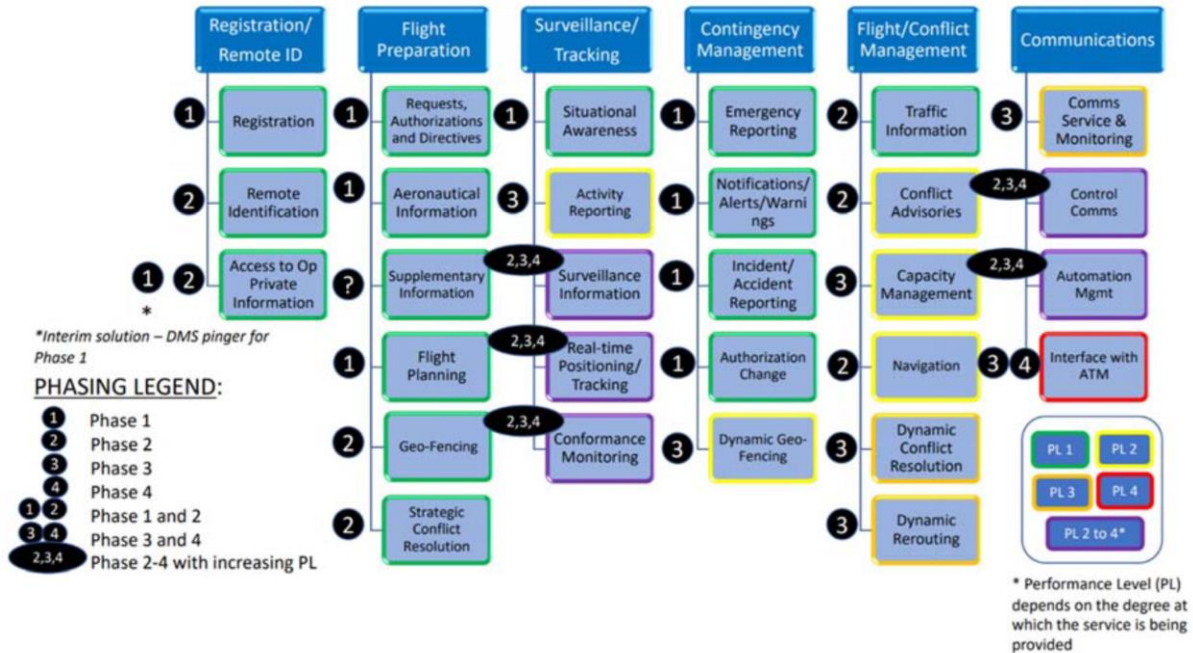 Registration/
Remote ID
1
Registration
2
Remote
Identification
1 2
Access to Op
Private
Information
*
*Interim solution – DMS pinger for
Phase 1
PHASING LEGEND:
1 Phase 1
2 Phase 2
3 Phase 3
4 Phase 4
1 2 Phase 1 and 2
3 4 Phase 3 and 4
2,3,4 Phase 2-4 with increasing PL
Flight
Preparation
1
Requests,
Authorizations
and Directives
1
Aeronautical
Information
?
Supplementary
Information
1
Flight
Planning
2
Geo-Fencing
2
Strategic
Conflict
Resolution
Surveillance/
Tracking
1
Situational
Awareness
3
Activity
Reporting
2,3,4
Surveillance
Information
2,3,4
Real-time
Positioning/
Tracking
2,3,4
Conformance
Monitoring
Contingency
Management
1
Emergency
Reporting
1
Notifications/
Alerts/Warni
ngs
1
Incident/
Accident
Reporting
1
Authorization
Change
3
Dynamic Geo-
Fencing
Flight/Conflict
Management
2
Traffic
Information
2
Conflict
Advisories
3
Capacity
Management
2
Navigation
3
Dynamic
Conflict
Resolution
3
Dynamic
Rerouting
Communications
3
Comms
Service &
Monitoring
2,3,4
Control
Comms
2,3,4
Automation
Mgmt
3 4
Interface with
ATM
PL 1 PL 2
PL 3 PL 4
PL 2 to 4*
* Performance Level (PL)
depends on the degree at
which the service is being
provided